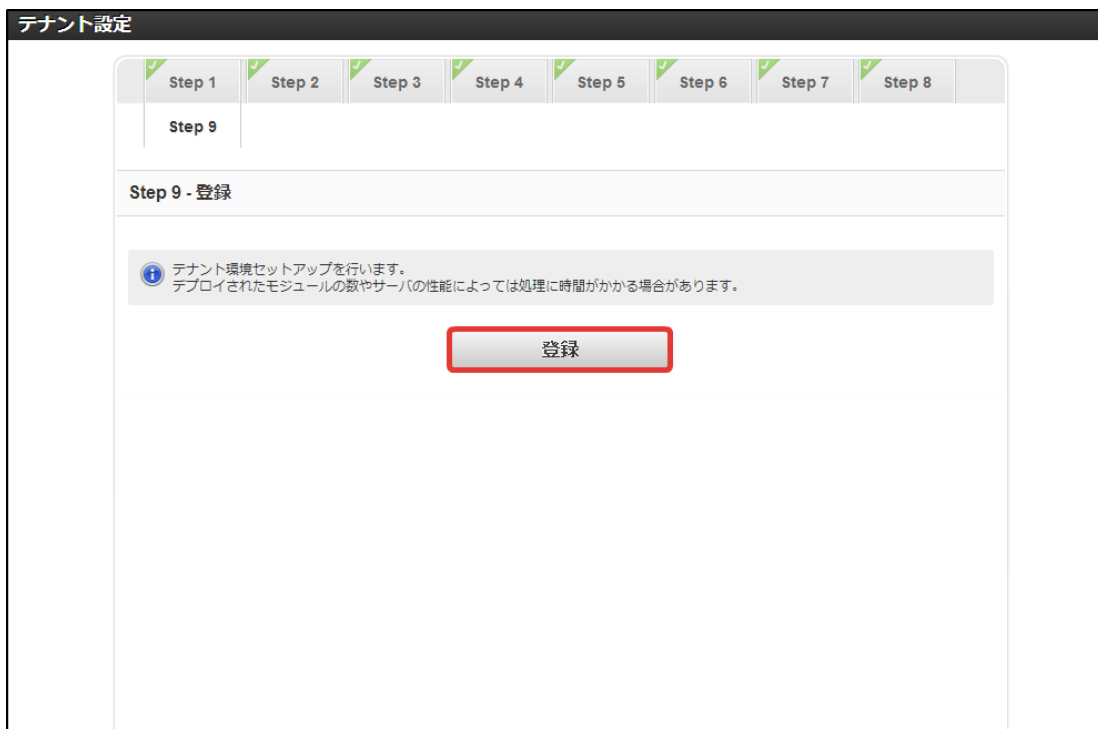 テナント設定
Step 1 Step 2 Step 3 Step 4 Step 5 Step 6 Step 7 Step 8
Step 9
Step 9 - 登録
テナント環境セットアップを行います。
デプロイされたモジュールの数やサーバの性能によっては処理に時間がかかる場合があります。
登録